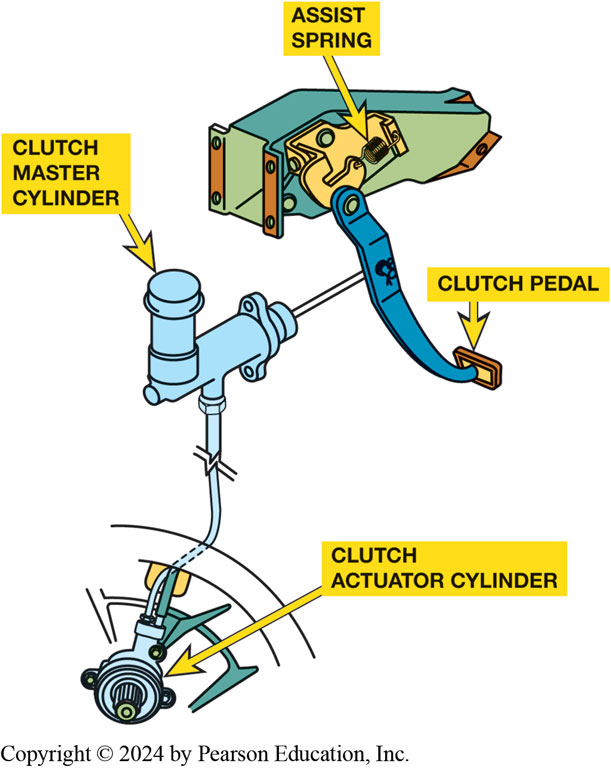 ASSIST
SPRING
CLUTCH
MASTER
CYLINDER
CLUTCH PEDAL
CLUTCH
ACTUATOR CYLINDER
Copyright © 2024 by Pearson Education, Inc.